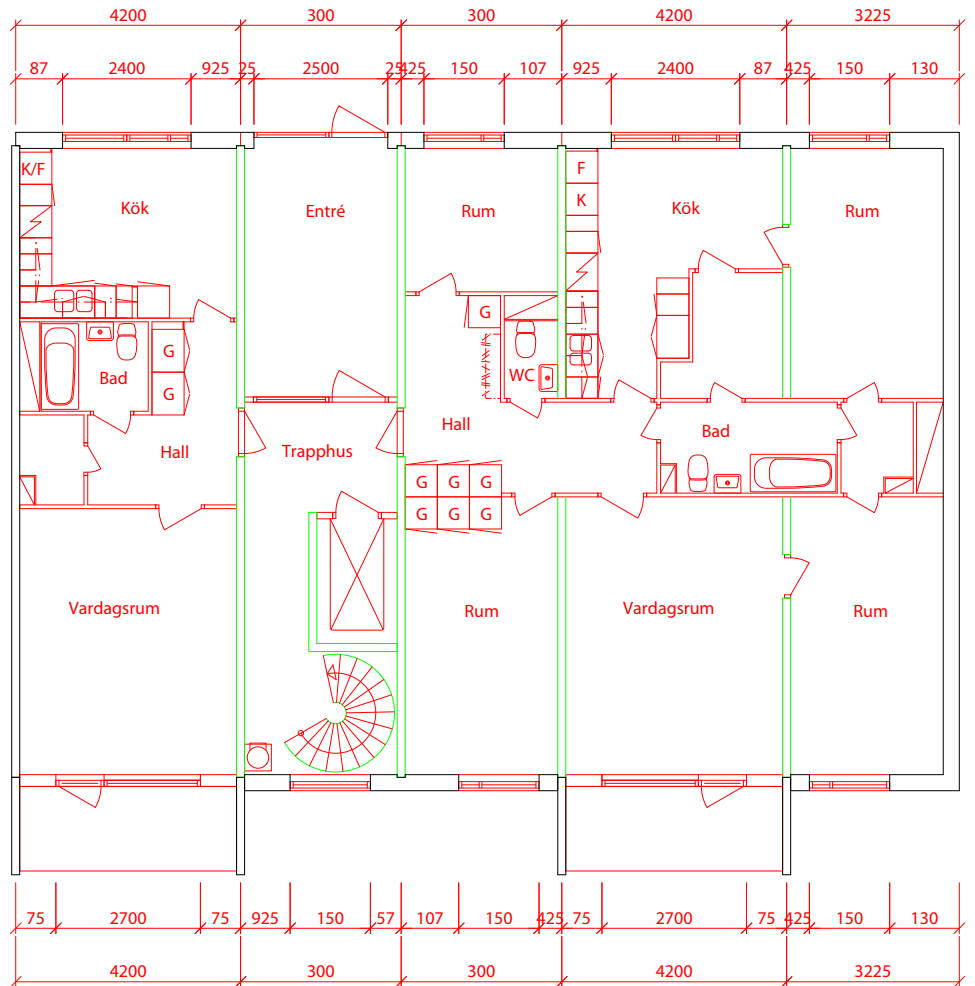 4200 300 300 4200 3225
87 2400 925 25 2500 25 425 150 107 925 2400 87 425 150 130
K/F F
K
Kök Entré Rum Kök Rum
G
G Bad WC
G
Hall Trapphus Hall Bad
G G G
G G G
Vardagsrum Rum Vardagsrum Rum
75 2700 75 925 150 57 107 150 425 75 2700 75 425 150 130
4200 300 300 4200 3225